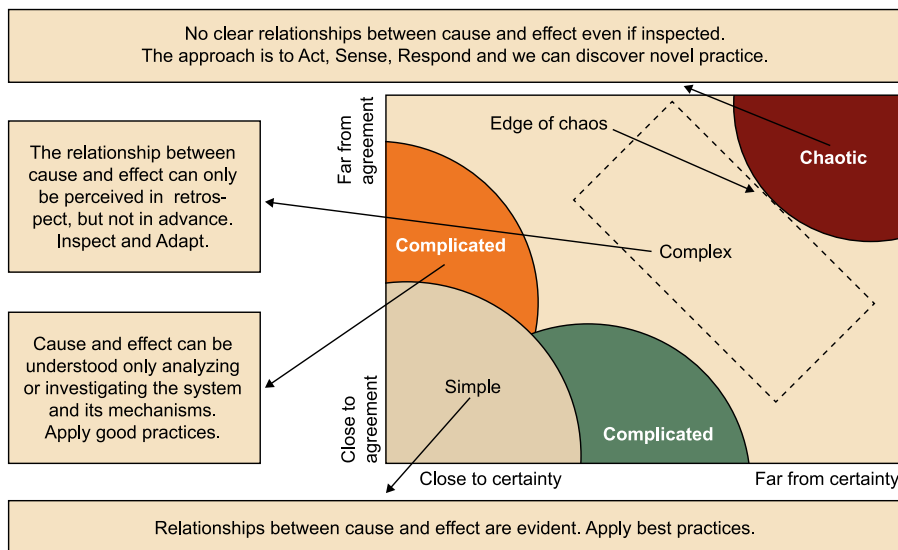 No clear relationships between cause and effect even if inspected.
The approach is to Act, Sense, Respond and we can discover novel practice.
The relationship between
cause and effect can only
be perceived in retros-
pect, but not in advance.
Inspect and Adapt.
Cause and effect can be
understood only analyzing
or investigating the system
and its mechanisms.
Apply good practices.
Far from
agreement
Close to
agreement
Edge of chaos
Chaotic
Complicated
Complex
Simple
Complicated
Close to certainty
Far from certainty
Relationships between cause and effect are evident. Apply best practices.